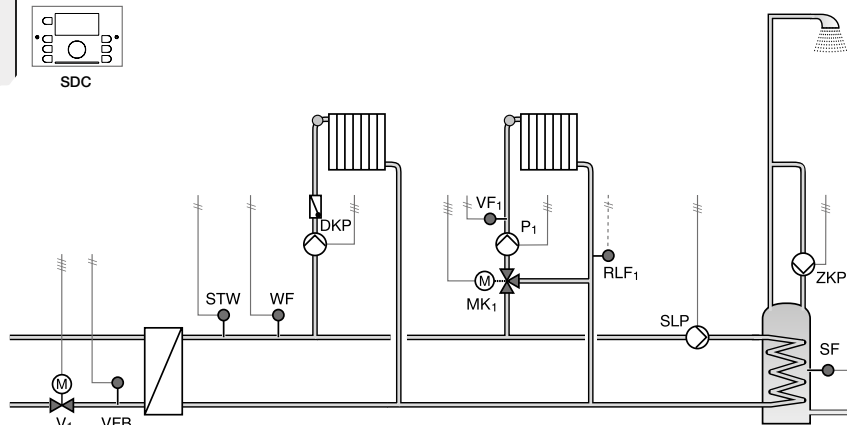 SDC
VF₁
DKP
P₁
RLF₁
ZKP
STW
WF
MK₁
SLP
SF
M
M
V₁
VFB